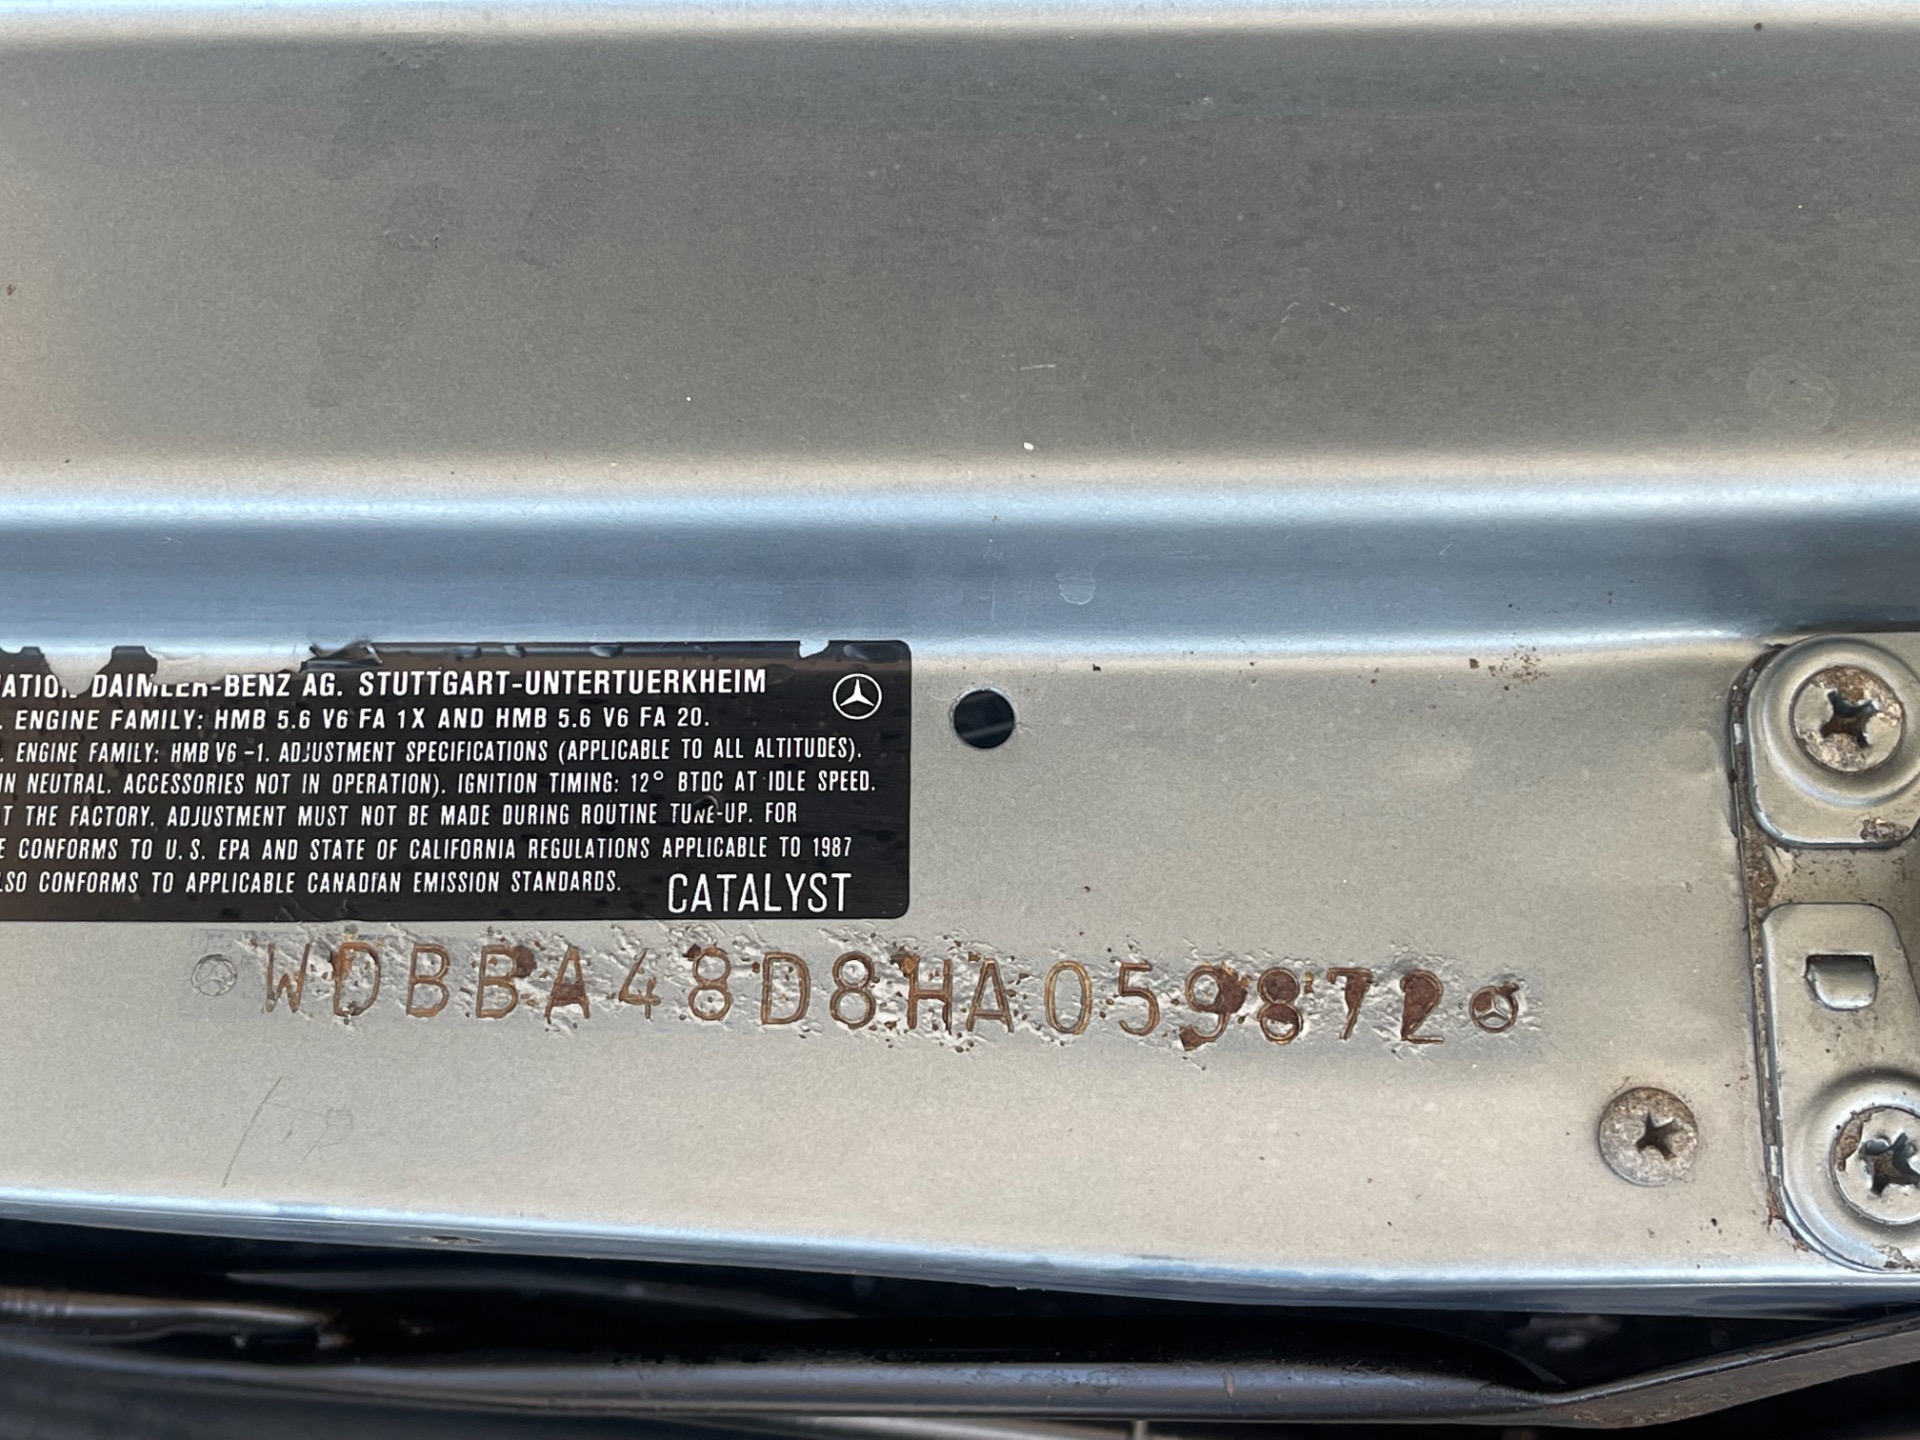 DAIMLER-BENZ AG. STUTTGART-UNTERTUERKHEIM
ENGINE FAMILY: HMB 5.6 V6 FA 1X AND HMB 5.6 V6 FA 20.
ENGINE FAMILY: HMB V6 -1. ADJUSTMENT SPECIFICATIONS (APPLICABLE TO ALL ALTITUDES).
IN NEUTRAL. ACCESSORIES NOT IN OPERATION). IGNITION TIMING: 12° BTDC AT IDLE SPEED.
T THE FACTORY. ADJUSTMENT MUST NOT BE MADE DURING ROUTINE TUNE-UP. FOR
E CONFORMS TO U.S. EPA AND STATE OF CALIFORNIA REGULATIONS APPLICABLE TO 1987
LSO CONFORMS TO APPLICABLE CANADIAN EMISSION STANDARDS.
CATALYST
WDBBA48D8HA059872